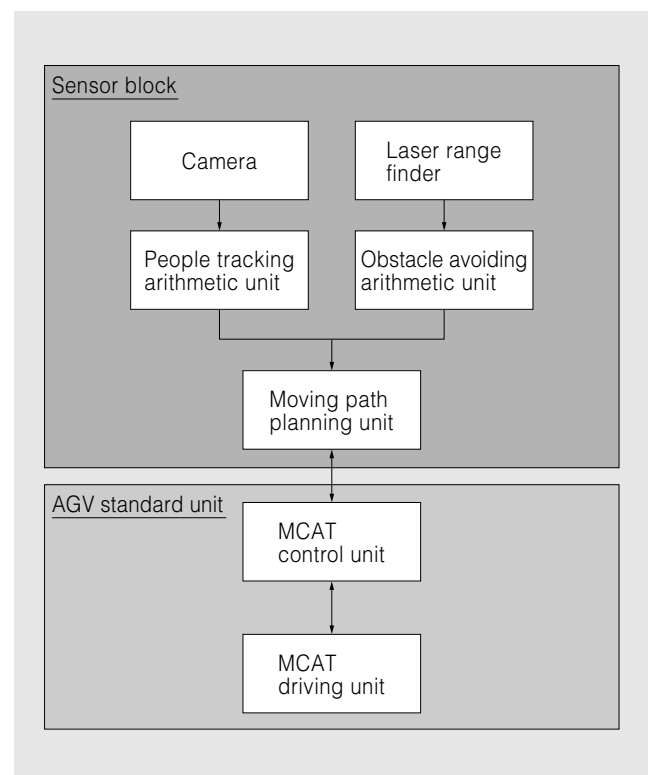 Sensor block
Camera
Laser range
finder
People tracking
arithmetic unit
Obstacle avoiding
arithmetic unit
Moving path
planning unit
AGV standard unit
MCAT
control unit
MCAT
driving unit